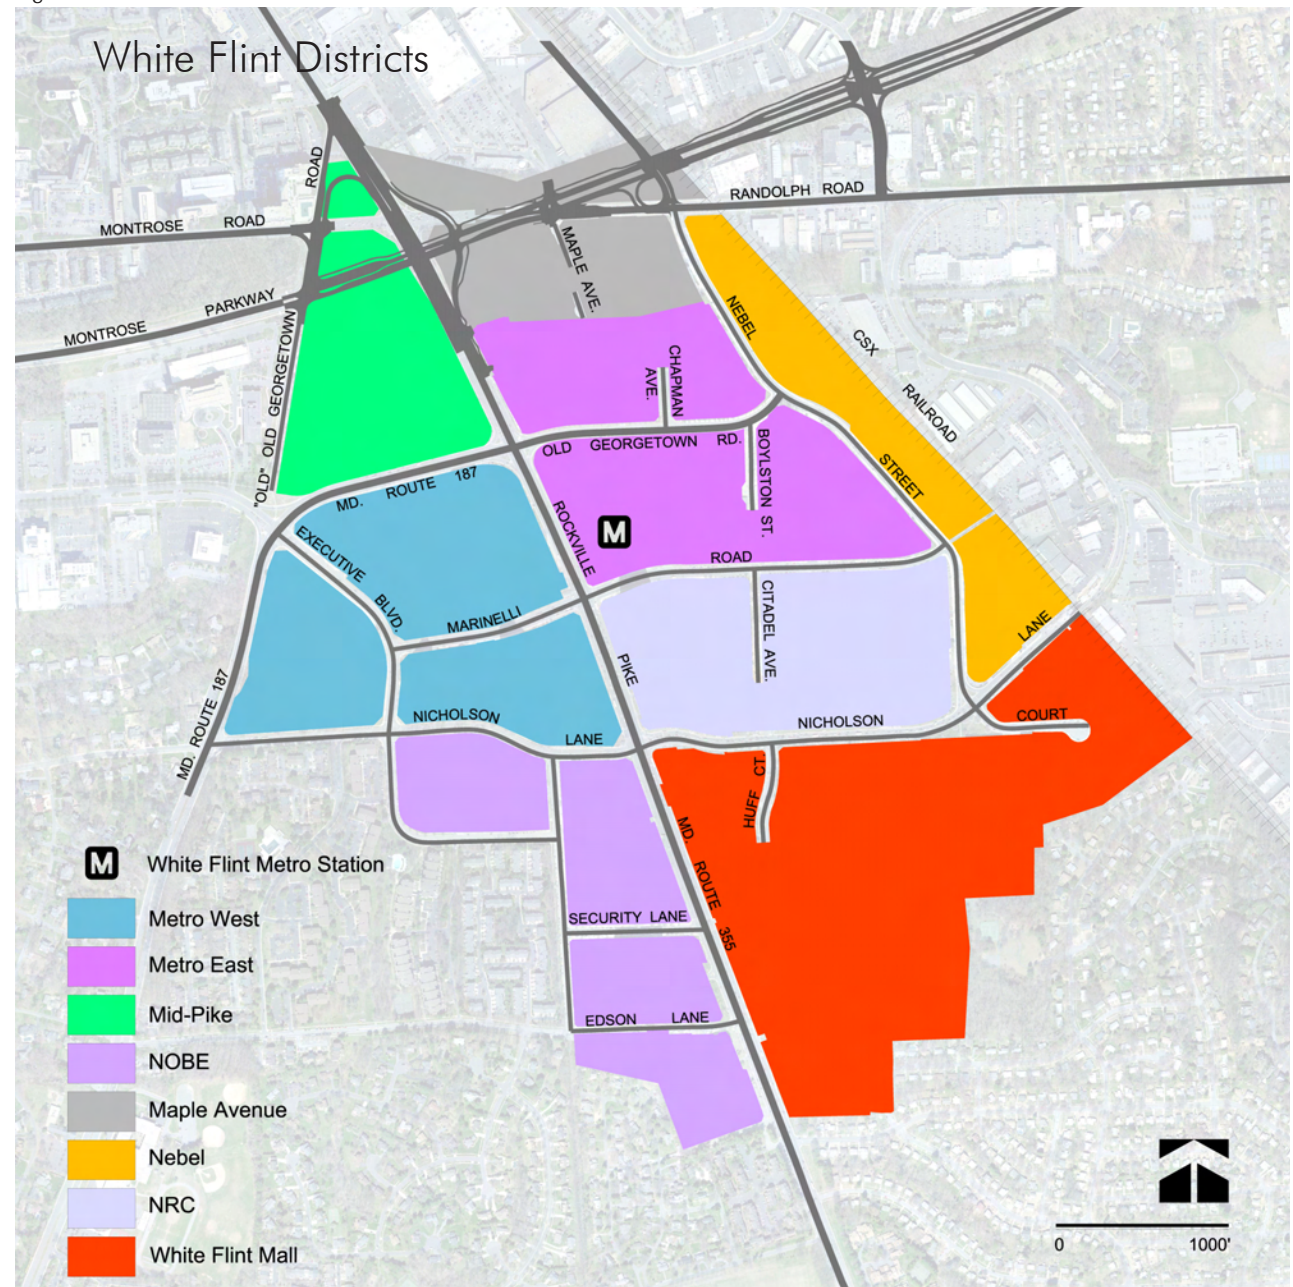 White Flint Districts
ROAD
MONTROSE ROAD
RANDOLPH ROAD
MAPLE AVE.
MONTROSE PARKWAY
"OLD" OLD GEORGETOWN
NEBEL
CSX RAILROAD
CHAPMAN
AVE.
OLD GEORGETOWN RD.
BOYLSTON ST.
STREET
MD. ROUTE 187
ROCKVILLE
M
EXECUTIVE BLVD.
ROAD
MARINELLI
CITADEL AVE.
LANE
PIKE
MD. ROUTE 187
NICHOLSON
LANE
NICHOLSON
COURT
HUFF CT
MD. ROUTE 355
SECURITY LANE
EDSON LANE
M White Flint Metro Station
Metro West
Metro East
Mid-Pike
NOBE
Maple Avenue
Nebel
NRC
White Flint Mall
0 1000'